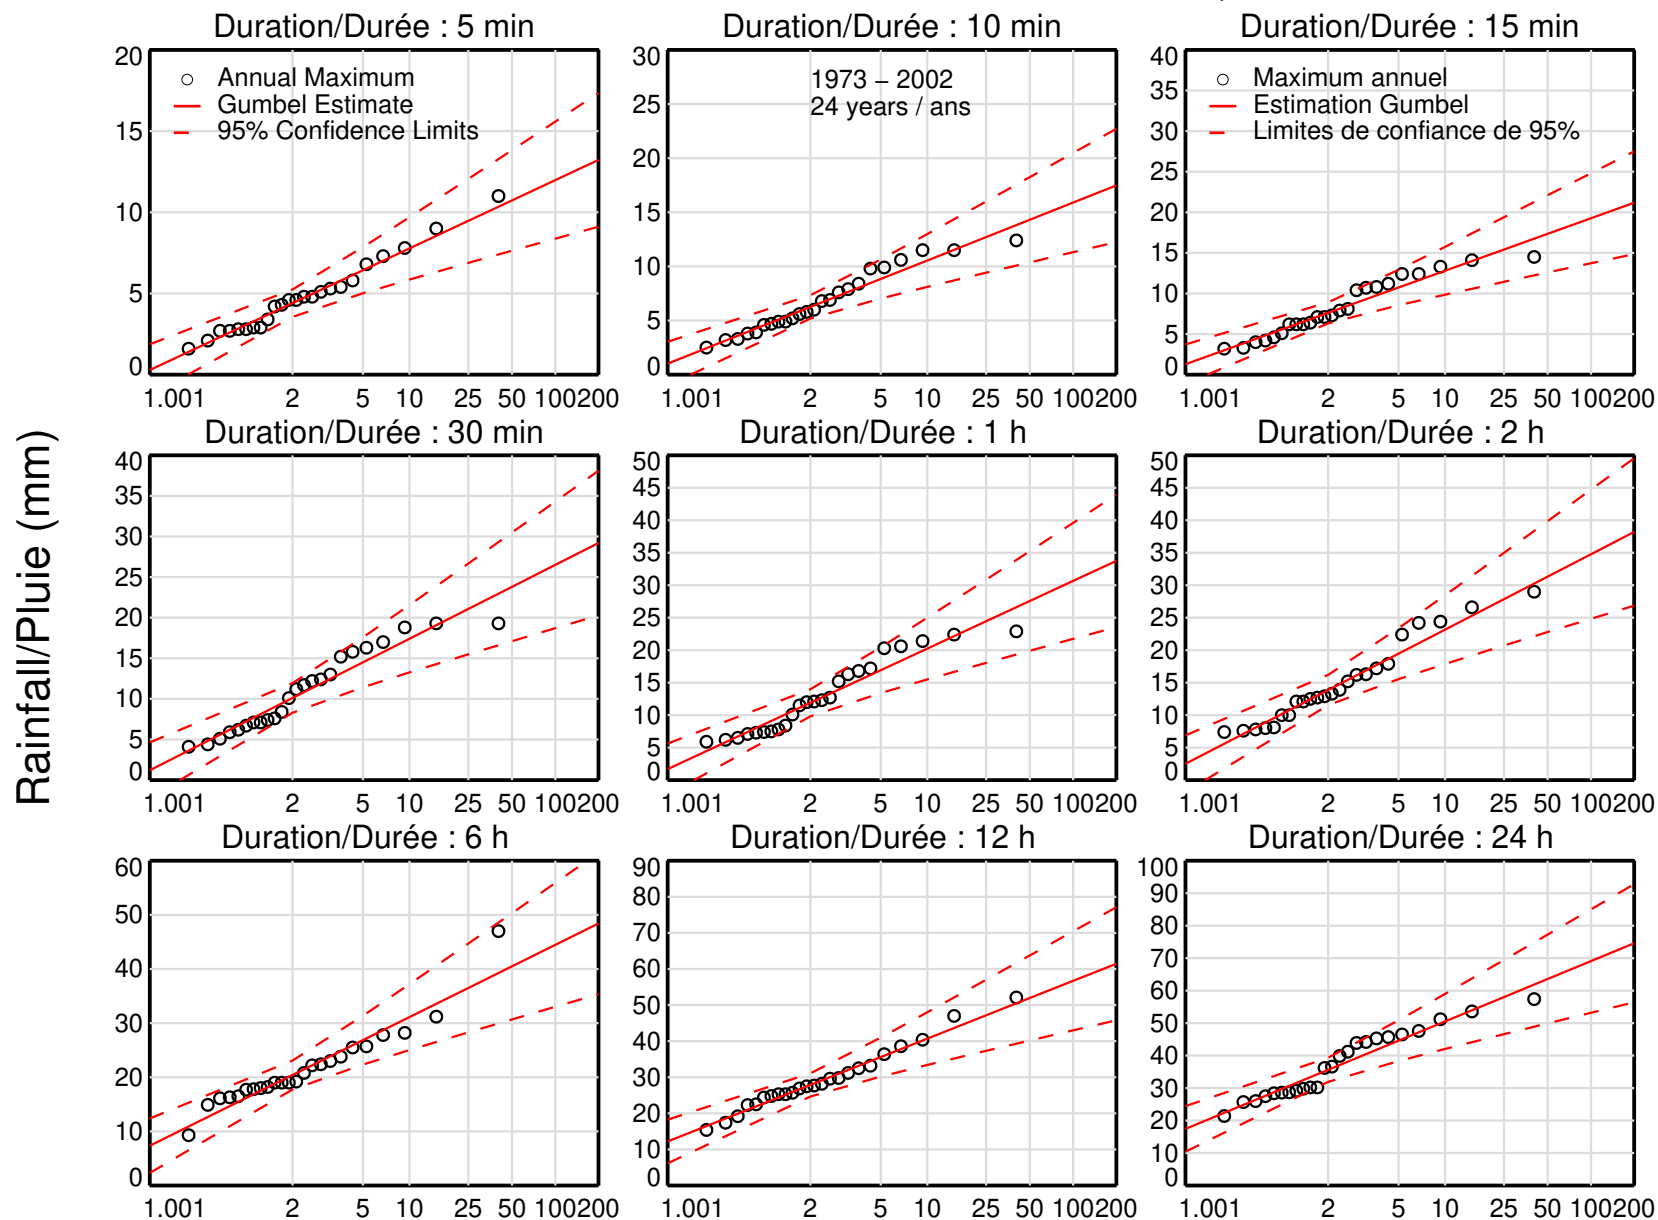 Duration/Durée : 5 min
20
15
10
5
0
○ Annual Maximum
Gumbel Estimate
95% Confidence Limits
1.001 2 5 10 25 50 100200
Duration/Durée : 10 min
30
25
20
15
10
5
0
1973 – 2002
24 years / ans
1.001 2 5 10 25 50 100200
Duration/Durée : 15 min
40
35
30
25
20
15
10
5
0
○ Maximum annuel
Estimation Gumbel
Limites de confiance de 95%
1.001 2 5 10 25 50 100200
Rainfall/Pluie (mm)
Duration/Durée : 30 min
40
35
30
25
20
15
10
5
0
1.001 2 5 10 25 50 100200
Duration/Durée : 1 h
50
45
40
35
30
25
20
15
10
5
0
1.001 2 5 10 25 50 100200
Duration/Durée : 2 h
50
45
40
35
30
25
20
15
10
5
0
1.001 2 5 10 25 50 100200
Duration/Durée : 6 h
60
50
40
30
20
10
0
1.001 2 5 10 25 50 100200
Duration/Durée : 12 h
90
80
70
60
50
40
30
20
10
0
1.001 2 5 10 25 50 100200
Duration/Durée : 24 h
100
90
80
70
60
50
40
30
20
10
0
1.001 2 5 10 25 50 100200